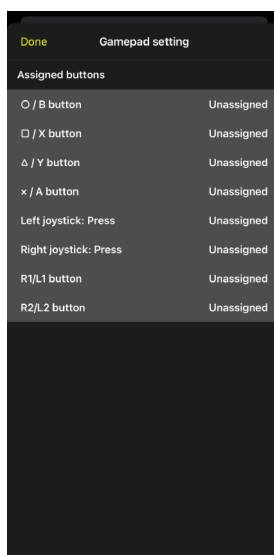 Done Gamepad setting
Assigned buttons
○ / B button Unassigned
□ / X button Unassigned
△ / Y button Unassigned
× / A button Unassigned
Left joystick: Press Unassigned
Right joystick: Press Unassigned
R1/L1 button Unassigned
R2/L2 button Unassigned